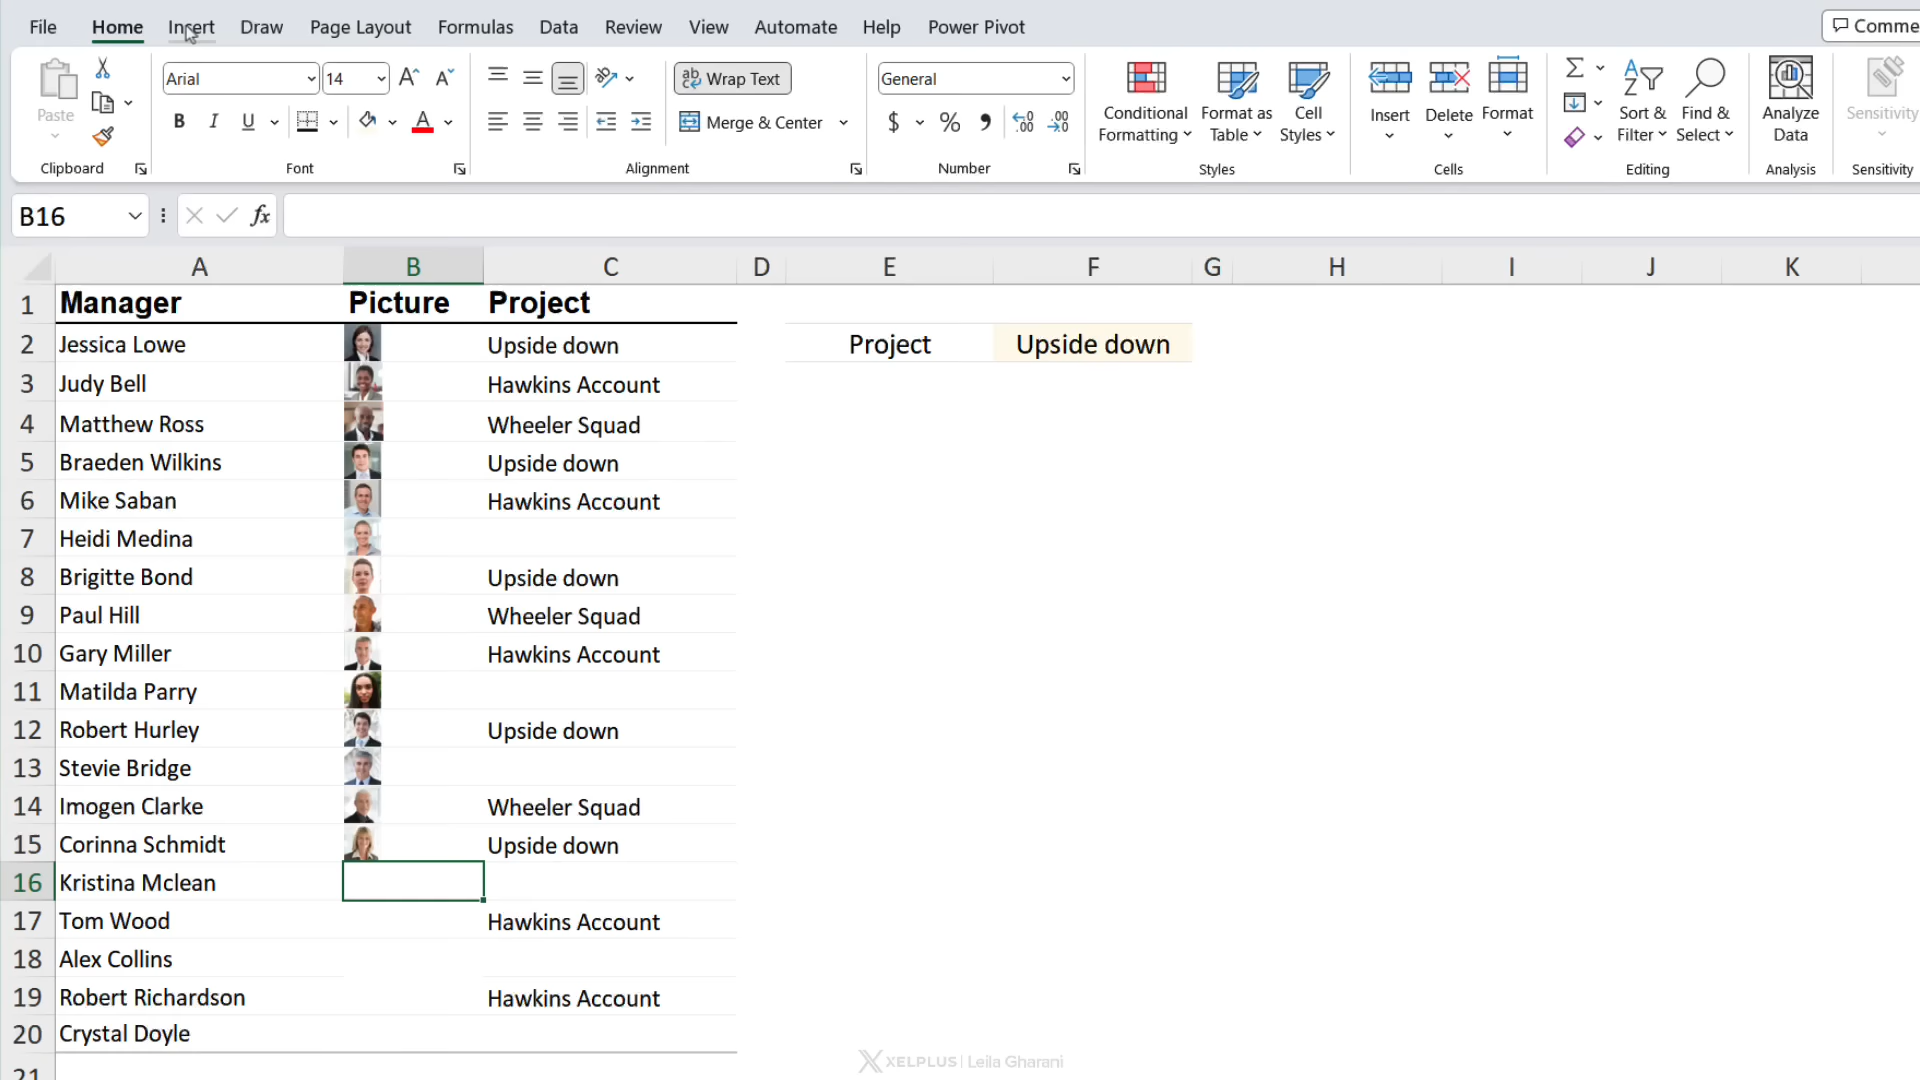 File Home Insert Draw Page Layout Formulas Data Review View Automate Help Power Pivot Comme
Paste
Clipboard
Arial 14
B I U
Font
Wrap Text
Merge & Center
Alignment
General
$ % ,
Number
Conditional Formatting
Format as Table
Cell Styles
Styles
Insert
Delete
Format
Cells
Sort & Filter
Find & Select
Editing
Analyze Data
Analysis
Sensitivity
Sensitivity
B16 fx
A B C D E F G H I J K
1 Manager Picture Project
2 Jessica Lowe Upside down Project Upside down
3 Judy Bell Hawkins Account
4 Matthew Ross Wheeler Squad
5 Braeden Wilkins Upside down
6 Mike Saban Hawkins Account
7 Heidi Medina
8 Brigitte Bond Upside down
9 Paul Hill Wheeler Squad
10 Gary Miller Hawkins Account
11 Matilda Parry
12 Robert Hurley Upside down
13 Stevie Bridge
14 Imogen Clarke Wheeler Squad
15 Corinna Schmidt Upside down
16 Kristina Mclean
17 Tom Wood Hawkins Account
18 Alex Collins
19 Robert Richardson Hawkins Account
20 Crystal Doyle
21
XELPLUS | Leila Gharani